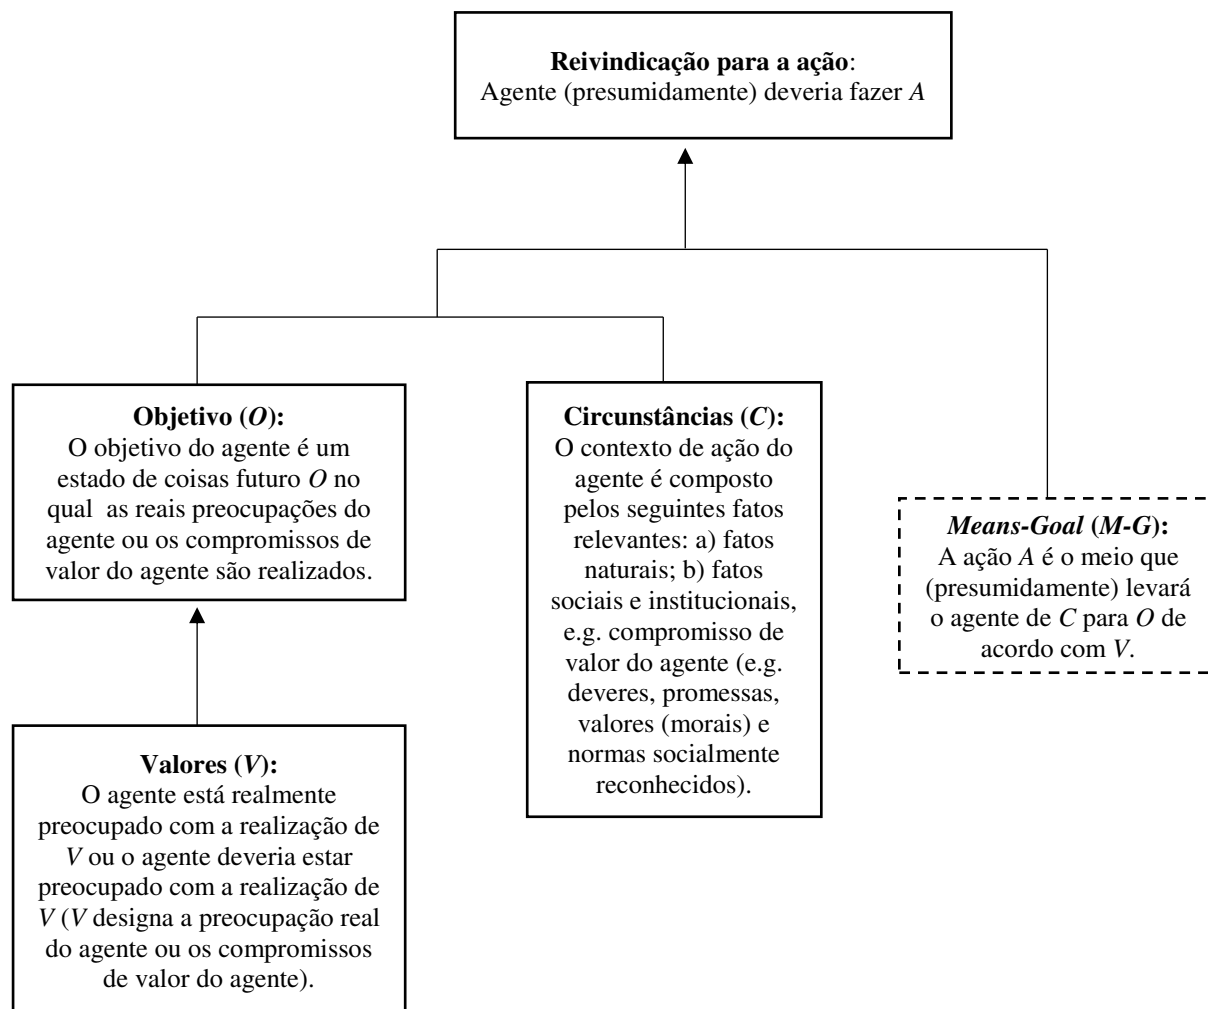 Reivindicação para a ação:
Agente (presumidamente) deveria fazer A
Objetivo (O):
O objetivo do agente é um
estado de coisas futuro O no
qual as reais preocupações do
agente ou os compromissos de
valor do agente são realizados.
Circunstâncias (C):
O contexto de ação do
agente é composto
pelos seguintes fatos
relevantes: a) fatos
naturais; b) fatos
sociais e institucionais,
e.g. compromisso de
valor do agente (e.g.
deveres, promessas,
valores (morais) e
normas socialmente
reconhecidos).
Means-Goal (M-G):
A ação A é o meio que
(presumidamente) levará
o agente de C para O de
acordo com V.
Valores (V):
O agente está realmente
preocupado com a realização de
V ou o agente deveria estar
preocupado com a realização de
V (V designa a preocupação real
do agente ou os compromissos
de valor do agente).